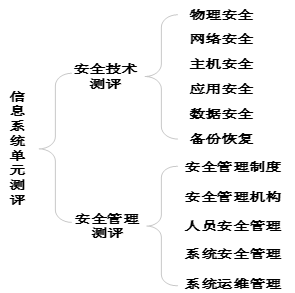 信息系统单元测评
安全技术
测评
物理安全
网络安全
主机安全
应用安全
数据安全
备份恢复
安全管理
测评
安全管理制度
安全管理机构
人员安全管理
系统安全管理
系统运维管理